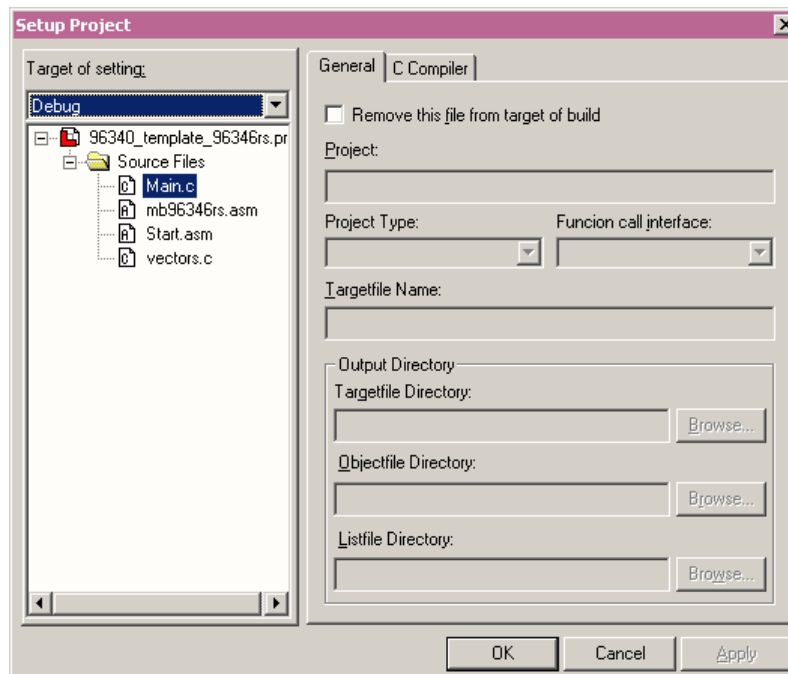 Setup Project
Target of setting:
Debug
96340_template_96346rs.pr
Source Files
Main.c
mb96346rs.asm
Start.asm
vectors.c
General
C Compiler
Remove this file from target of build
Project:
Project Type:
Funcion call interface:
Targetfile Name:
Output Directory
Targetfile Directory:
Browse...
Objectfile Directory:
Browse...
Listfile Directory:
Browse...
OK
Cancel
Apply